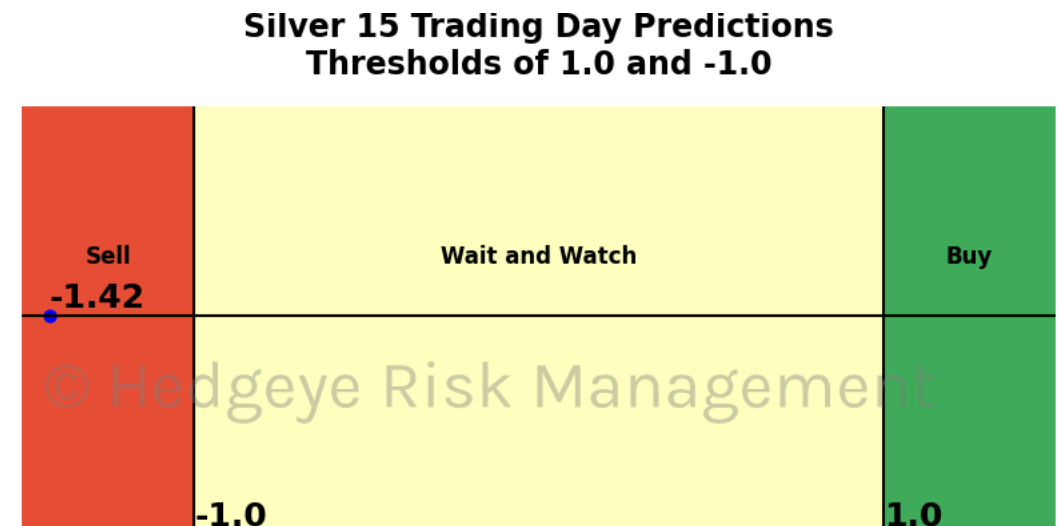 Silver 15 Trading Day Predictions
Thresholds of 1.0 and -1.0
Sell
Wait and Watch
Buy
-1.42
© Hedgeye Risk Management
-1.0
1.0